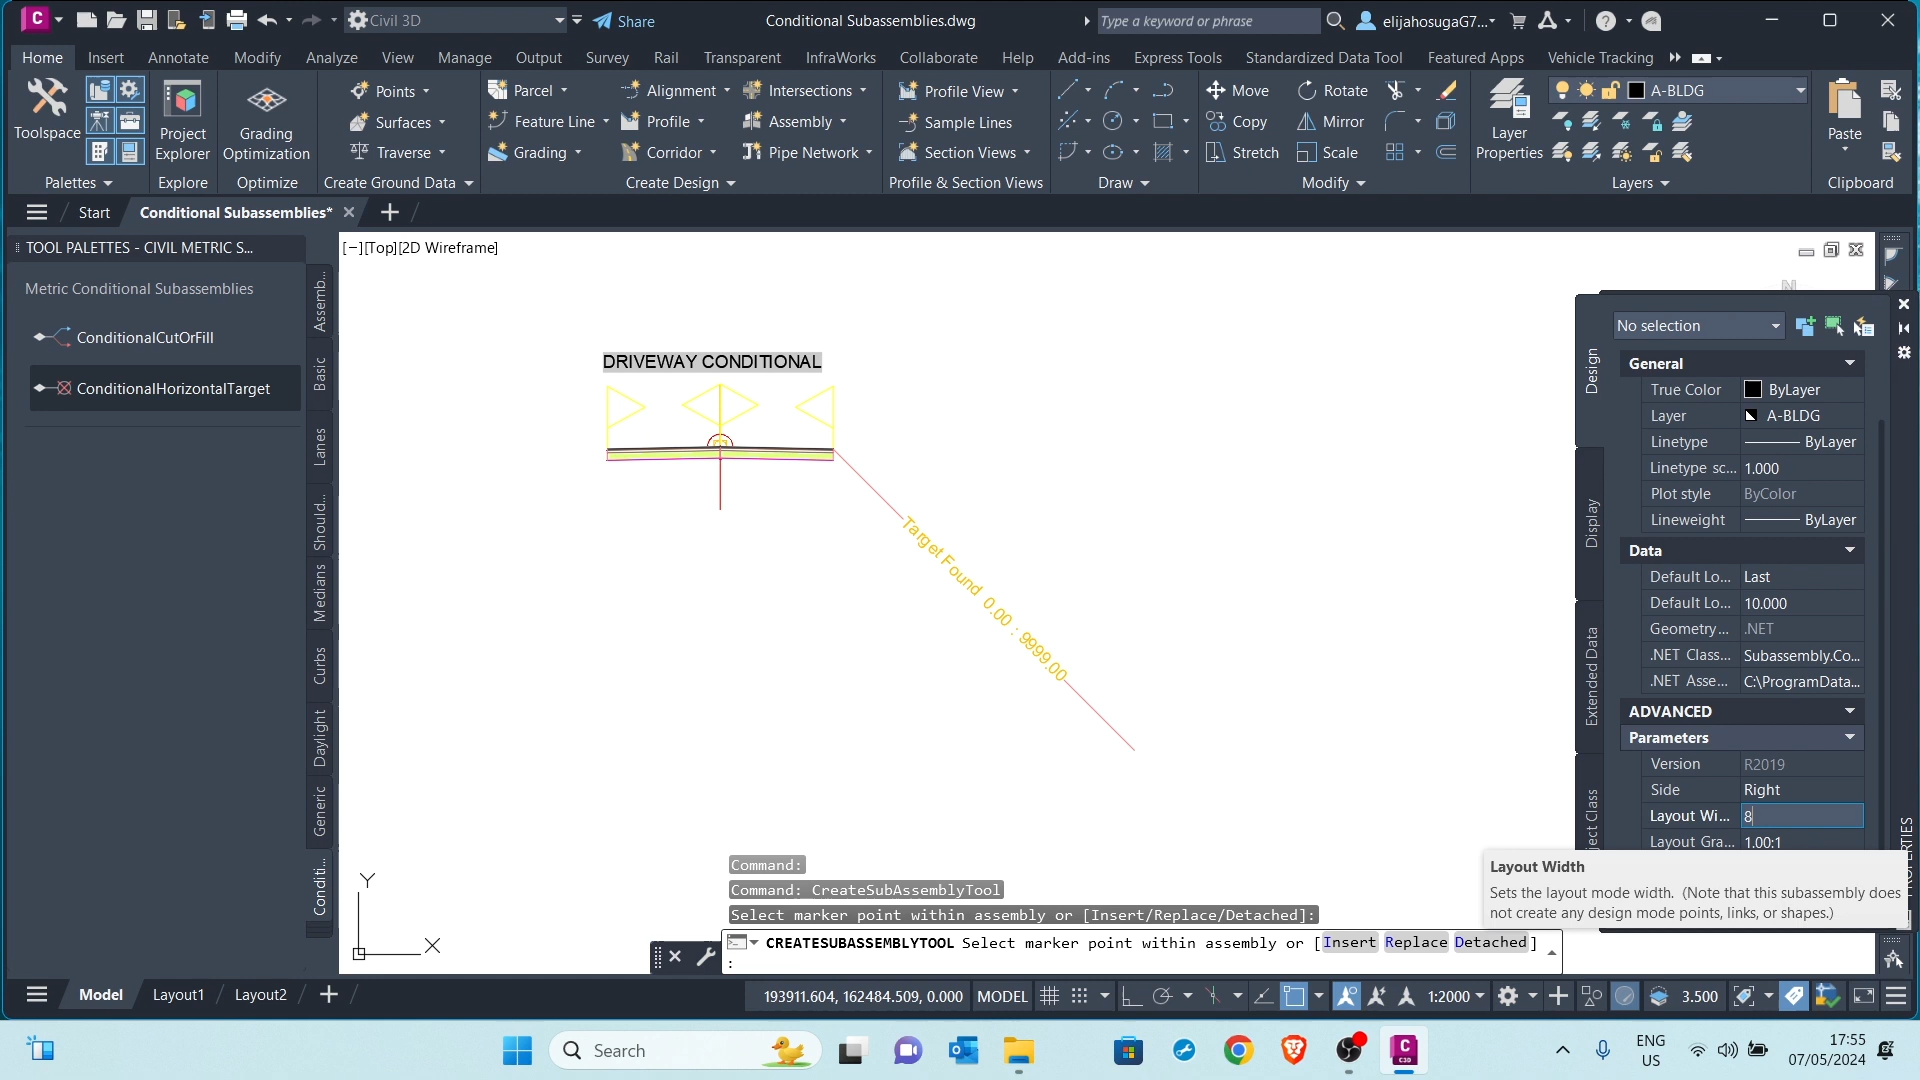 C
Civil 3D
Share
Conditional Subassemblies.dwg
Type a keyword or phrase
elijahosugaG7...
Home Insert Annotate Modify Analyze View Manage Output Survey Rail Transparent InfraWorks Collaborate Help Add-ins Express Tools Standardized Data Tool Featured Apps Vehicle Tracking
Toolspace
Palettes
Project
Explorer
Explore
Grading
Optimization
Optimize
Points
Surfaces
Traverse
Create Ground Data
Parcel
Feature Line
Grading
Alignment
Profile
Corridor
Intersections
Assembly
Pipe Network
Create Design
Profile View
Sample Lines
Section Views
Profile & Section Views
Draw
Move
Copy
Stretch
Rotate
Mirror
Scale
Modify
Layer
Properties
A-BLDG
Layers
Paste
Clipboard
Start
Conditional Subassemblies*
TOOL PALETTES - CIVIL METRIC S...
Metric Conditional Subassemblies
ConditionalCutOrFill
ConditionalHorizontalTarget
Assemb...
Basic
Lanes
Should...
Medians
Curbs
Daylight
Generic
Conditi...
[−][Top][2D Wireframe]
N
DRIVEWAY CONDITIONAL
Target Found 0.00 : 9999.00
Y
X
No selection
Design
Display
Extended Data
ject Class
General
True Color ByLayer
Layer A-BLDG
Linetype ByLayer
Linetype sc... 1.000
Plot style ByColor
Lineweight ByLayer
Data
Default Lo... Last
Default Lo... 10.000
Geometry... .NET
.NET Class... Subassembly.Co...
.NET Asse... C:\ProgramData...
ADVANCED
Parameters
Version R2019
Side Right
Layout Wi... 8
Layout Gra... 1.00:1
PROPERTIES
Layout Width
Sets the layout mode width. (Note that this subassembly does
not create any design mode points, links, or shapes.)
Command:
Command: CreateSubAssemblyTool
Select marker point within assembly or [Insert/Replace/Detached]:
CREATESUBASSEMBLYTOOL Select marker point within assembly or [Insert Replace Detached]
:
Model Layout1 Layout2
193911.604, 162484.509, 0.000 MODEL 1:2000 3.500
Search
ENG
US
17:55
07/05/2024